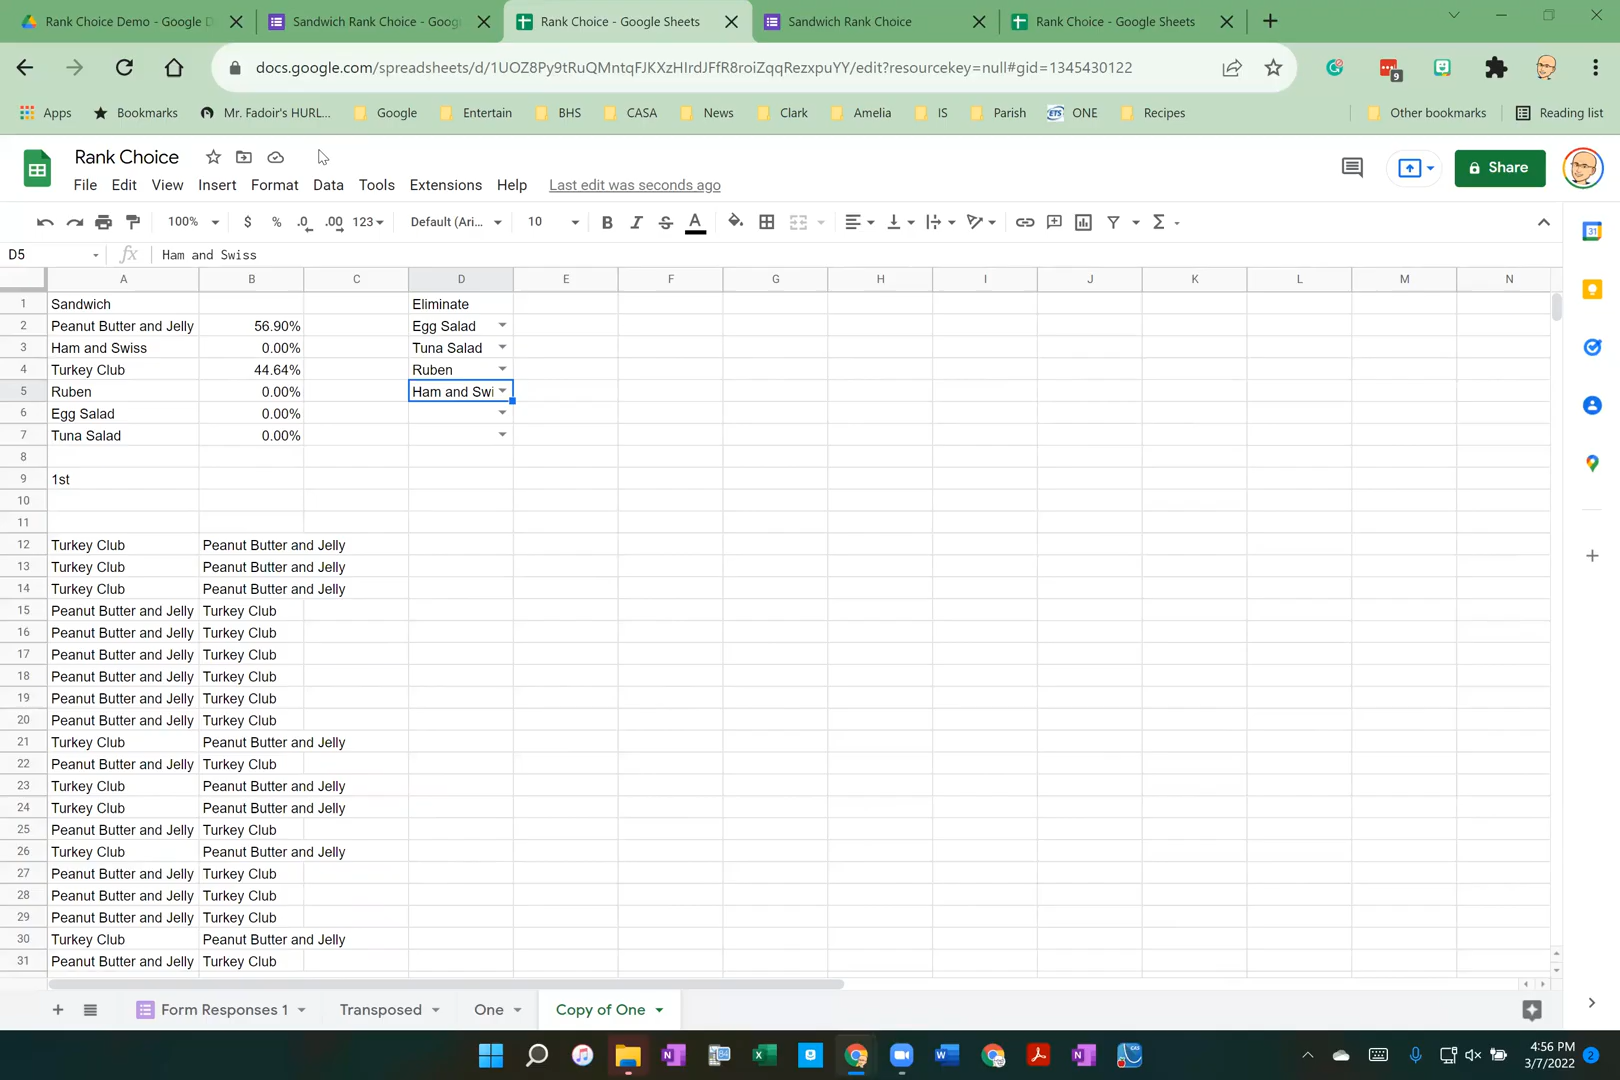 Rank Choice Demo - Google D
Sandwich Rank Choice - Goog
Rank Choice - Google Sheets
Sandwich Rank Choice
Rank Choice - Google Sheets
docs.google.com/spreadsheets/d/1UOZ8Py9tRuQMntqFJKXzHIrdJFfR8roiZqqRezxpuYY/edit?resourcekey=null#gid=1345430122
9
Apps
Bookmarks
Mr. Fadoir's HURL...
Google
Entertain
BHS
CASA
News
Clark
Amelia
IS
Parish
ETS ONE
Recipes
Other bookmarks
Reading list
Rank Choice
File Edit View Insert Format Data Tools Extensions Help Last edit was seconds ago
Share
100% $ % .0 .00 123 Default (Ari... 10 B I S A Σ
31
D5 fx Ham and Swiss
A B C D E F G H I J K L M N
1 Sandwich Eliminate
2 Peanut Butter and Jelly 56.90% Egg Salad
3 Ham and Swiss 0.00% Tuna Salad
4 Turkey Club 44.64% Ruben
5 Ruben 0.00% Ham and Swi
6 Egg Salad 0.00%
7 Tuna Salad 0.00%
8
9 1st
10
11
12 Turkey Club Peanut Butter and Jelly
13 Turkey Club Peanut Butter and Jelly
14 Turkey Club Peanut Butter and Jelly
15 Peanut Butter and Jelly Turkey Club
16 Peanut Butter and Jelly Turkey Club
17 Peanut Butter and Jelly Turkey Club
18 Peanut Butter and Jelly Turkey Club
19 Peanut Butter and Jelly Turkey Club
20 Peanut Butter and Jelly Turkey Club
21 Turkey Club Peanut Butter and Jelly
22 Peanut Butter and Jelly Turkey Club
23 Turkey Club Peanut Butter and Jelly
24 Turkey Club Peanut Butter and Jelly
25 Peanut Butter and Jelly Turkey Club
26 Turkey Club Peanut Butter and Jelly
27 Peanut Butter and Jelly Turkey Club
28 Peanut Butter and Jelly Turkey Club
29 Peanut Butter and Jelly Turkey Club
30 Turkey Club Peanut Butter and Jelly
31 Peanut Butter and Jelly Turkey Club
Form Responses 1
Transposed
One
Copy of One
4:56 PM
3/7/2022
2